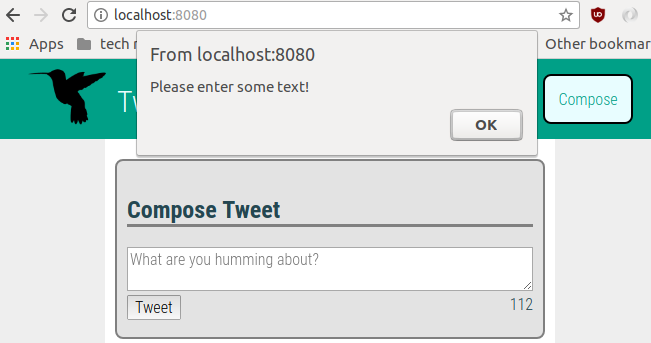 localhost:8080
Apps tech Other bookmar
From localhost:8080
Please enter some text!
OK
Tw
Compose
Compose Tweet
What are you humming about?
Tweet 112